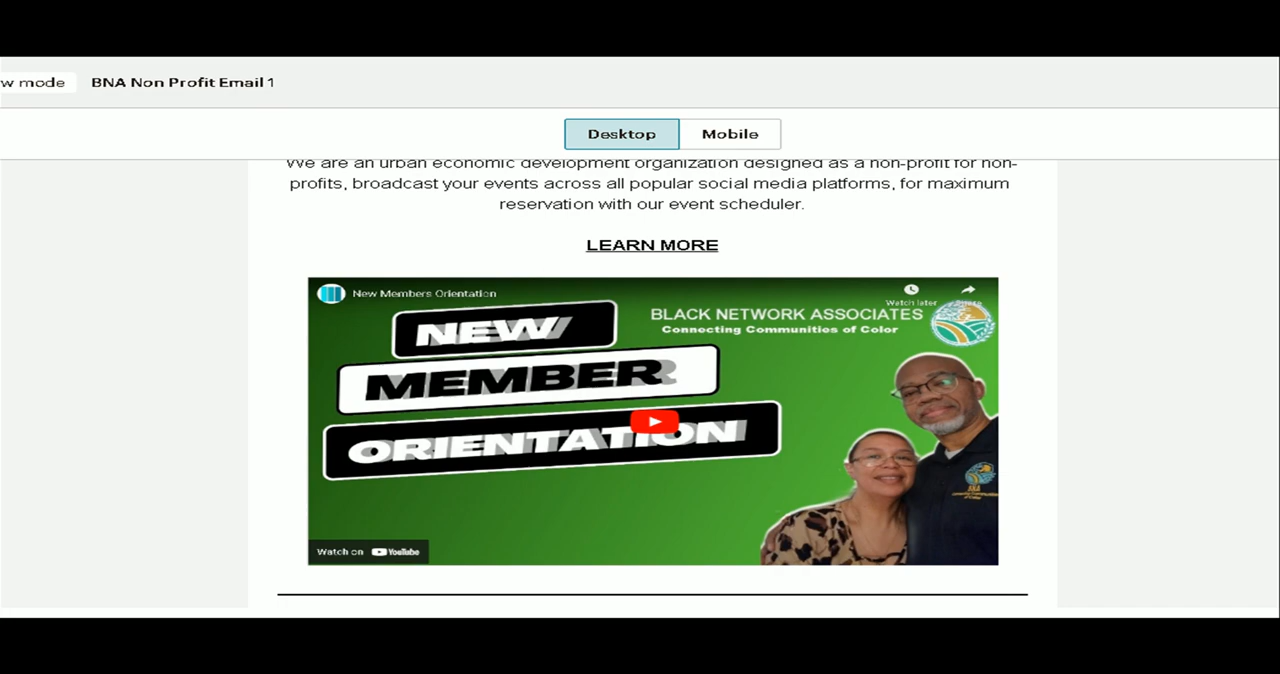 w mode
BNA Non Profit Email 1
Desktop
Mobile
We are an urban economic development organization designed as a non-profit for non-
profits, broadcast your events across all popular social media platforms, for maximum
reservation with our event scheduler.
LEARN MORE
New Members Orientation
Watch later
NEW
MEMBER
ORIENTATION
BLACK NETWORK ASSOCIATES
Connecting Communities of Color
BNA
Watch on YouTube